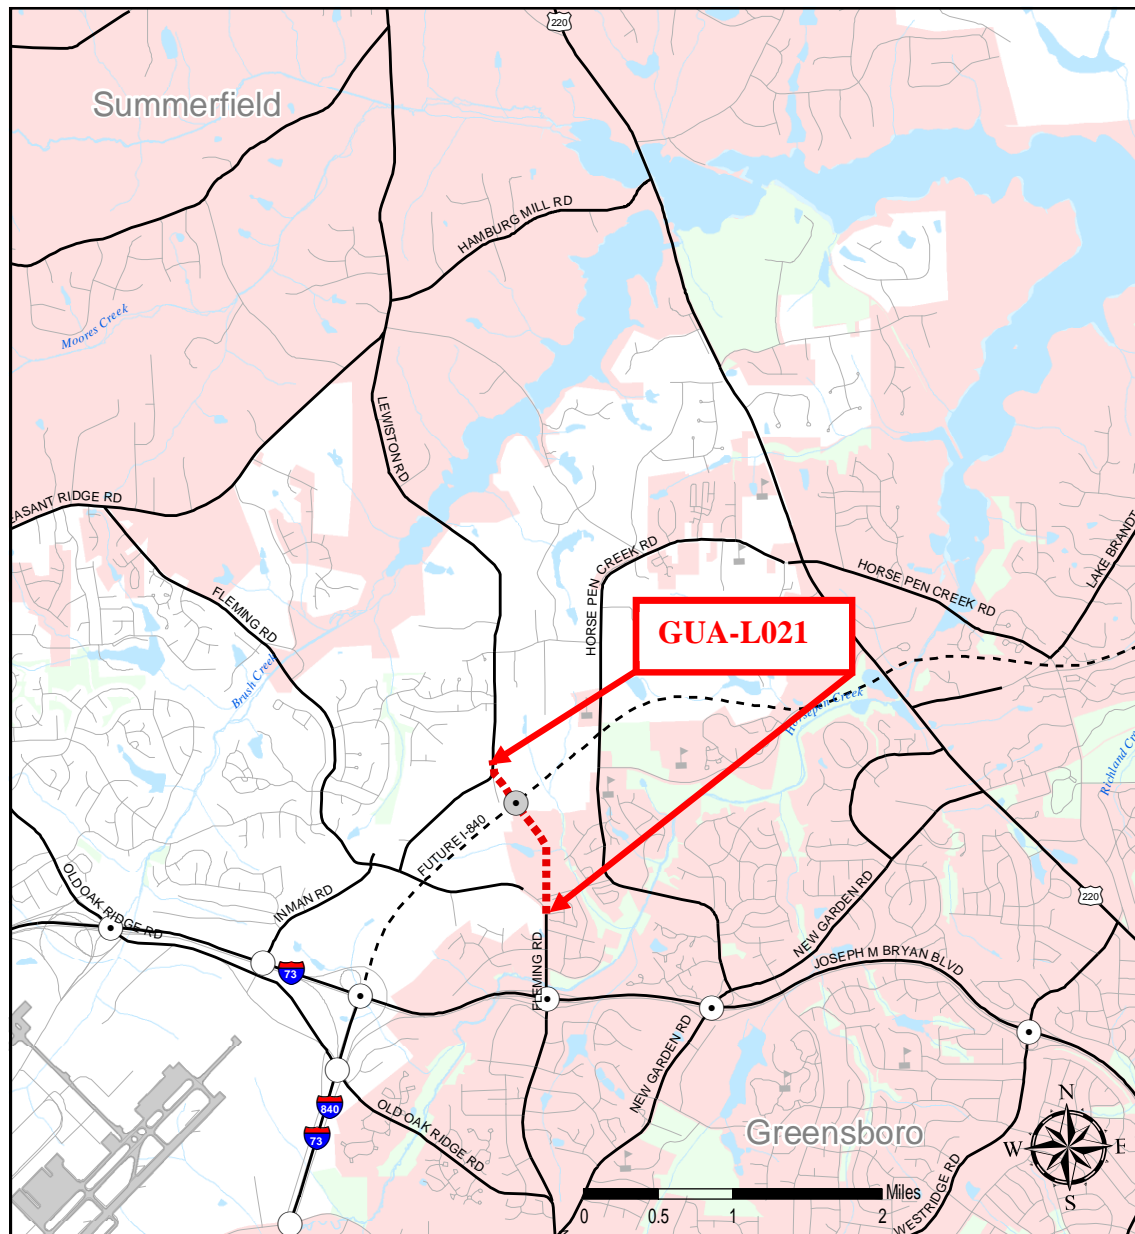 220
Summerfield
HAMBURG MILL RD
Moores Creek
LEWISTON RD
EASANT RIDGE RD
HORSE PEN CREEK RD
HORSE PEN CREEK RD
LAKE BRANDT
FLEMING RD
GUA-L021
Brush Creek
Horsepen Creek
Richland Cre
FUTURE I-840
OLD OAK RIDGE RD
INMAN RD
220
NEW GARDEN RD
JOSEPH M BRYAN BLVD
FLEMING RD
73
NEW GARDEN RD
840
OLD OAK RIDGE RD
73
Greensboro
N
W E
S
WESTRIDGE RD
Miles
0 0.5 1 2